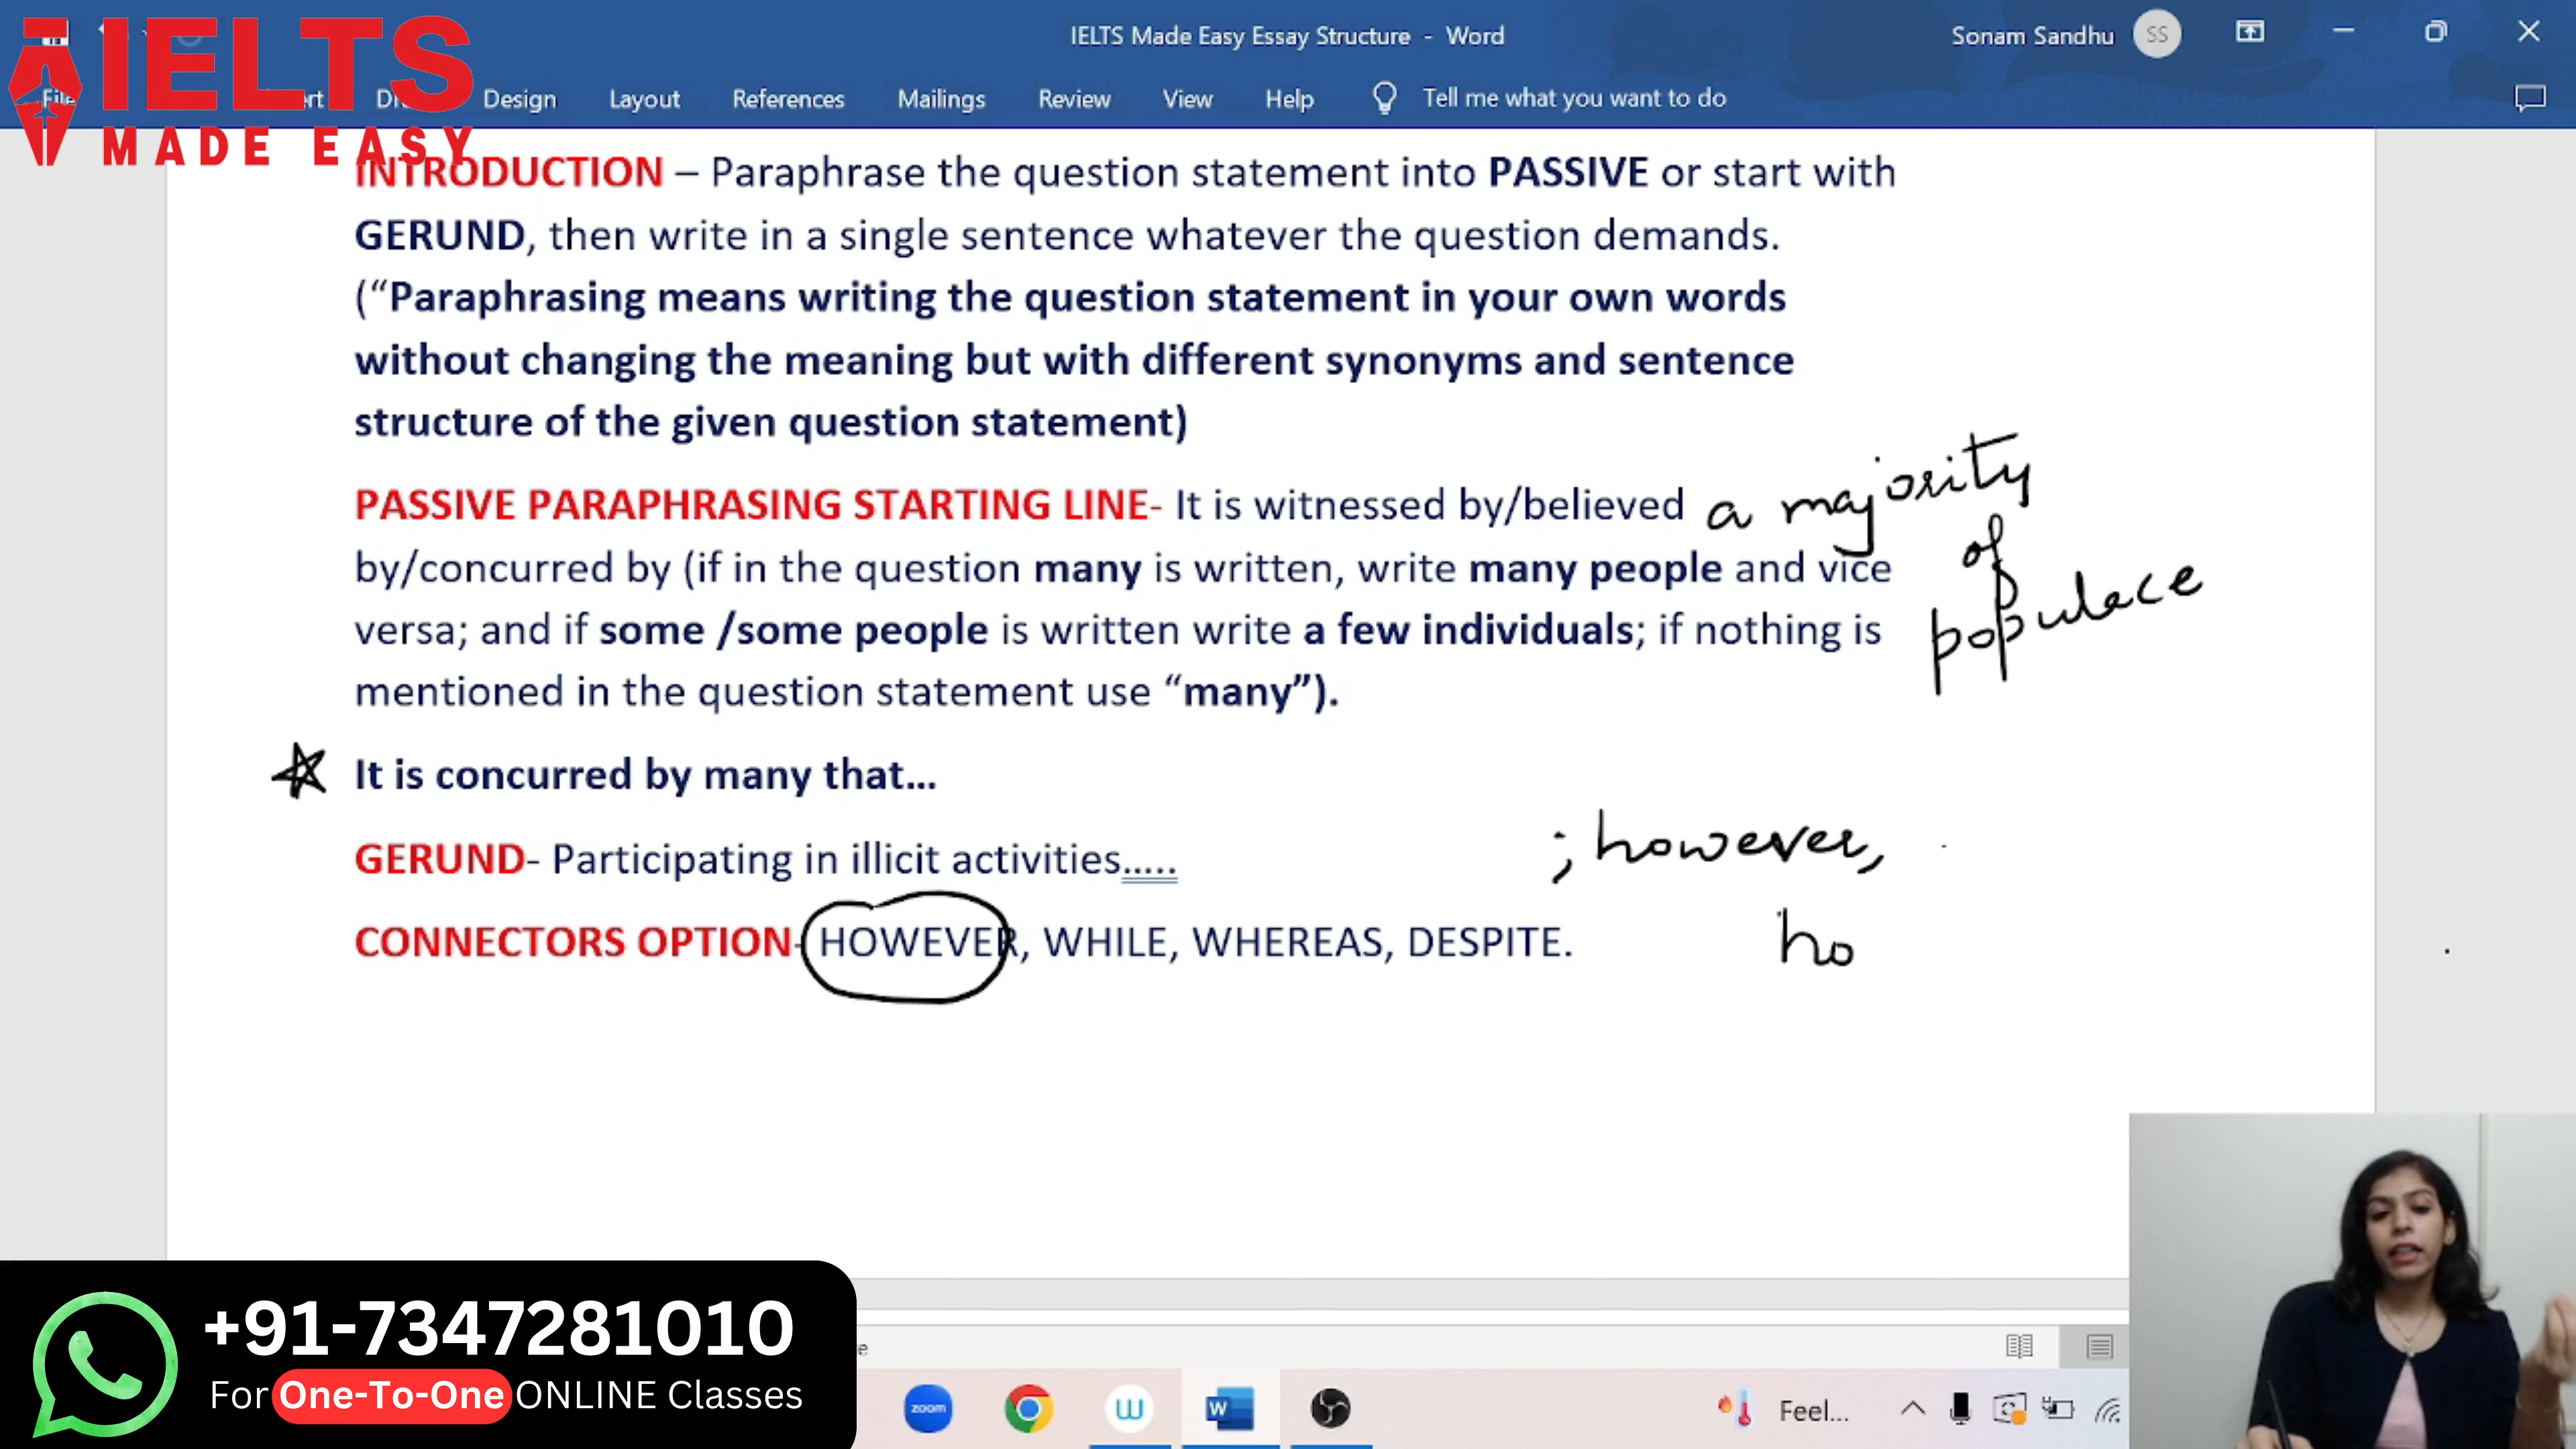 IELTS Made Easy Essay Structure - Word
Sonam Sandhu SS
IELTS
MADE EASY
File
Design Layout References Mailings Review View Help Tell me what you want to do
INTRODUCTION – Paraphrase the question statement into PASSIVE or start with
GERUND, then write in a single sentence whatever the question demands.
(“Paraphrasing means writing the question statement in your own words
without changing the meaning but with different synonyms and sentence
structure of the given question statement)
PASSIVE PARAPHRASING STARTING LINE- It is witnessed by/believed
a majority
by/concurred by (if in the question many is written, write many people and vice
of
versa; and if some /some people is written write a few individuals; if nothing is
populace
mentioned in the question statement use “many”).
It is concurred by many that...
GERUND- Participating in illicit activities.....
; however,
CONNECTORS OPTION- HOWEVER, WHILE, WHEREAS, DESPITE.
ho
+91-7347281010
For One-To-One ONLINE Classes
zoom
W
Feel...